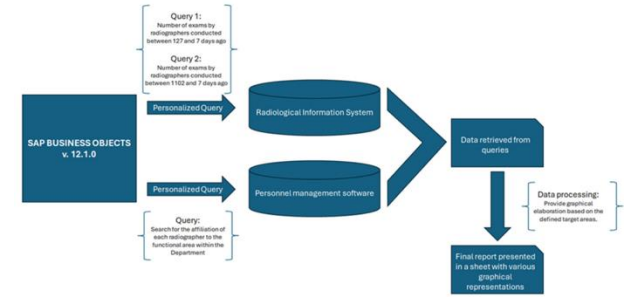 Query 1:
Number of exams by
radiographers conducted
between 127 and 7 days ago
Query 2:
Number of exams by
radiographers conducted
between 1102 and 7 days ago
SAP BUSINESS OBJECTS
v. 12.1.0
Personalized Query
Radiological Information System
Personalized Query
Personnel management software
Query:
Search for the affiliation of
each radiographer to the
functional area within the
Department
Data retrieved from
queries
Data processing:
Provide graphical
elaboration based on the
defined target areas.
Final report presented
in a sheet with various
graphical
representations